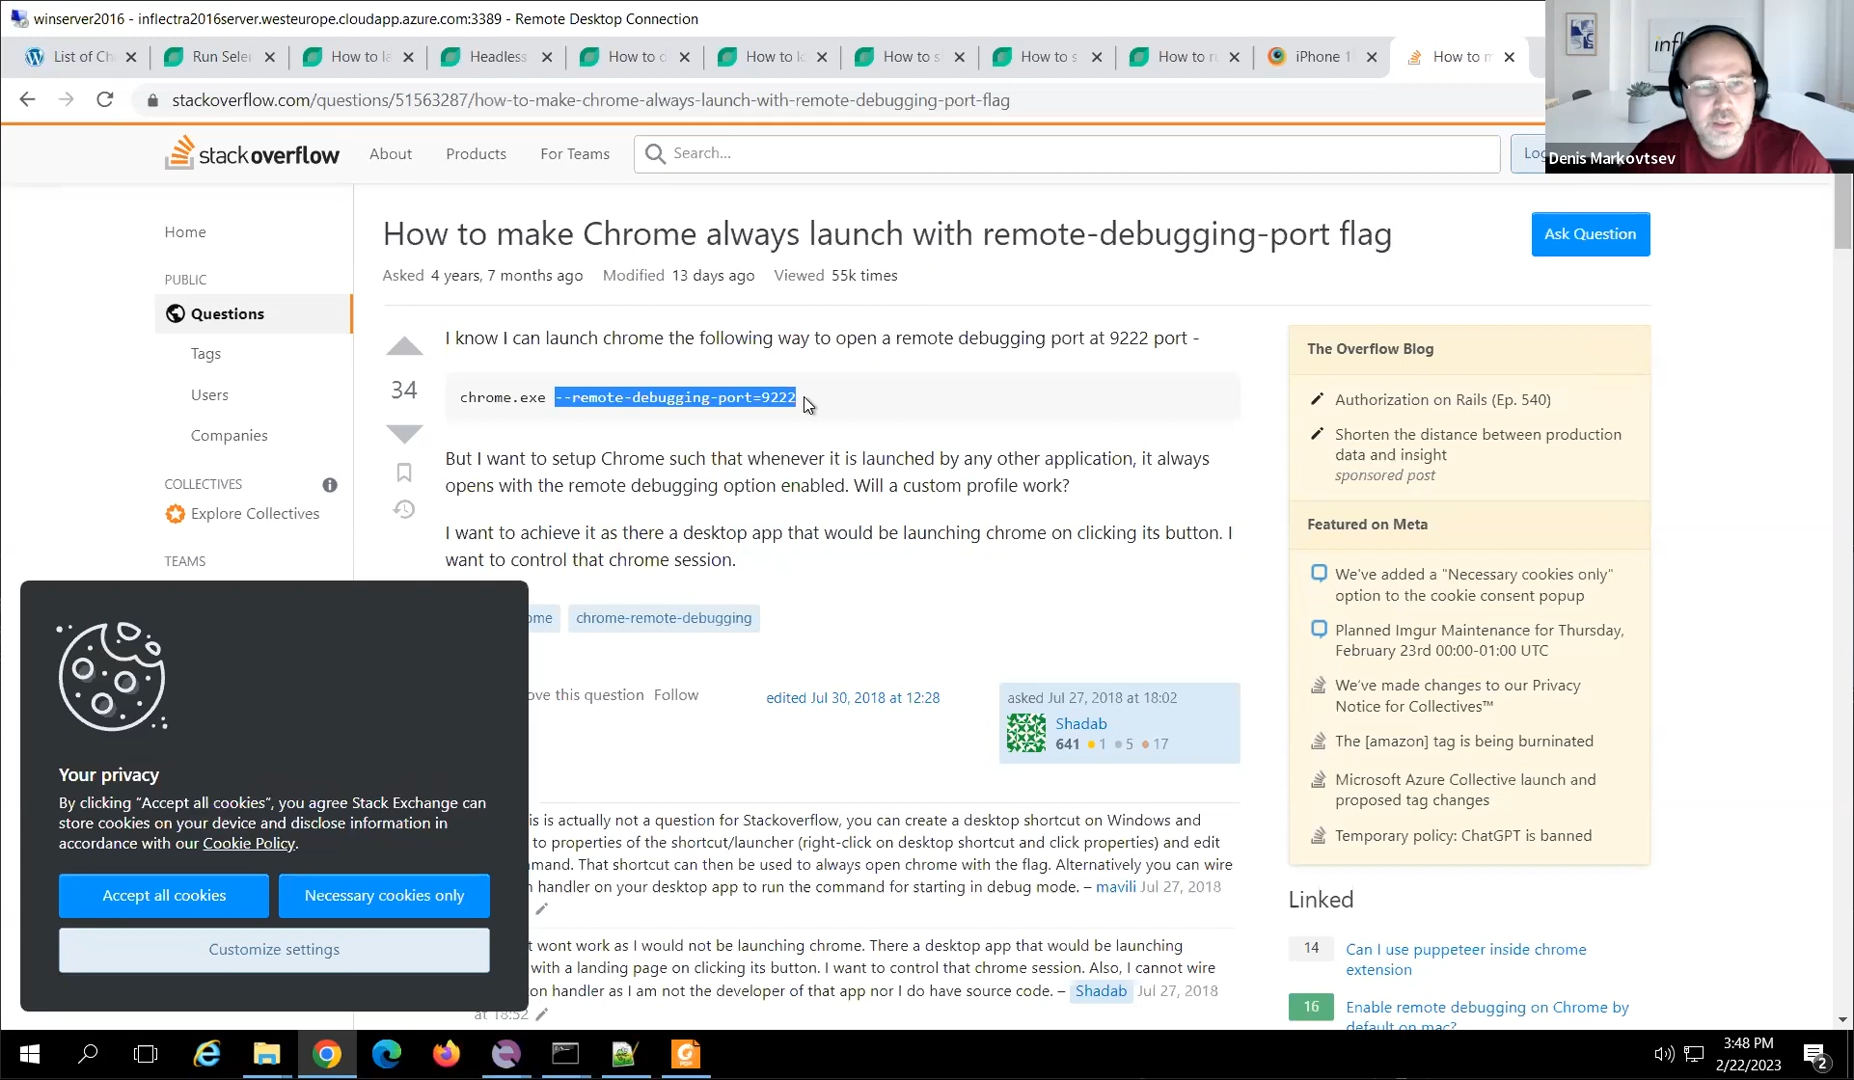 winserver2016 - inflectra2016server.westeurope.cloudapp.azure.com:3389 - Remote Desktop Connection
List of Ch
Run Seler
How to la
Headless
How to o
How to k
How to s
How to s
How to ru
iPhone 1
How to m
stackoverflow.com/questions/51563287/how-to-make-chrome-always-launch-with-remote-debugging-port-flag
Denis Markovtsev
stackoverflow
About
Products
For Teams
Search...
Log
Home
PUBLIC
Questions
Tags
Users
Companies
COLLECTIVES
Explore Collectives
TEAMS
How to make Chrome always launch with remote-debugging-port flag
Ask Question
Asked 4 years, 7 months ago Modified 13 days ago Viewed 55k times
34
I know I can launch chrome the following way to open a remote debugging port at 9222 port -
chrome.exe --remote-debugging-port=9222
But I want to setup Chrome such that whenever it is launched by any other application, it always
opens with the remote debugging option enabled. Will a custom profile work?
I want to achieve it as there a desktop app that would be launching chrome on clicking its button. I
want to control that chrome session.
ome
chrome-remote-debugging
ove this question Follow
edited Jul 30, 2018 at 12:28
asked Jul 27, 2018 at 18:02
Shadab
641 1 5 17
is is actually not a question for Stackoverflow, you can create a desktop shortcut on Windows and
to properties of the shortcut/launcher (right-click on desktop shortcut and click properties) and edit
mmand. That shortcut can then be used to always open chrome with the flag. Alternatively you can wire
n handler on your desktop app to run the command for starting in debug mode. – mavili Jul 27, 2018
t wont work as I would not be launching chrome. There a desktop app that would be launching
with a landing page on clicking its button. I want to control that chrome session. Also, I cannot wire
on handler as I am not the developer of that app nor I do have source code. – Shadab Jul 27, 2018
at 18:52
The Overflow Blog
Authorization on Rails (Ep. 540)
Shorten the distance between production
data and insight
sponsored post
Featured on Meta
We've added a "Necessary cookies only"
option to the cookie consent popup
Planned Imgur Maintenance for Thursday,
February 23rd 00:00-01:00 UTC
We've made changes to our Privacy
Notice for Collectives™
The [amazon] tag is being burninated
Microsoft Azure Collective launch and
proposed tag changes
Temporary policy: ChatGPT is banned
Linked
14
Can I use puppeteer inside chrome
extension
16
Enable remote debugging on Chrome by
default on mac?
Your privacy
By clicking “Accept all cookies”, you agree Stack Exchange can
store cookies on your device and disclose information in
accordance with our Cookie Policy.
Accept all cookies
Necessary cookies only
Customize settings
3:48 PM
2/22/2023
2